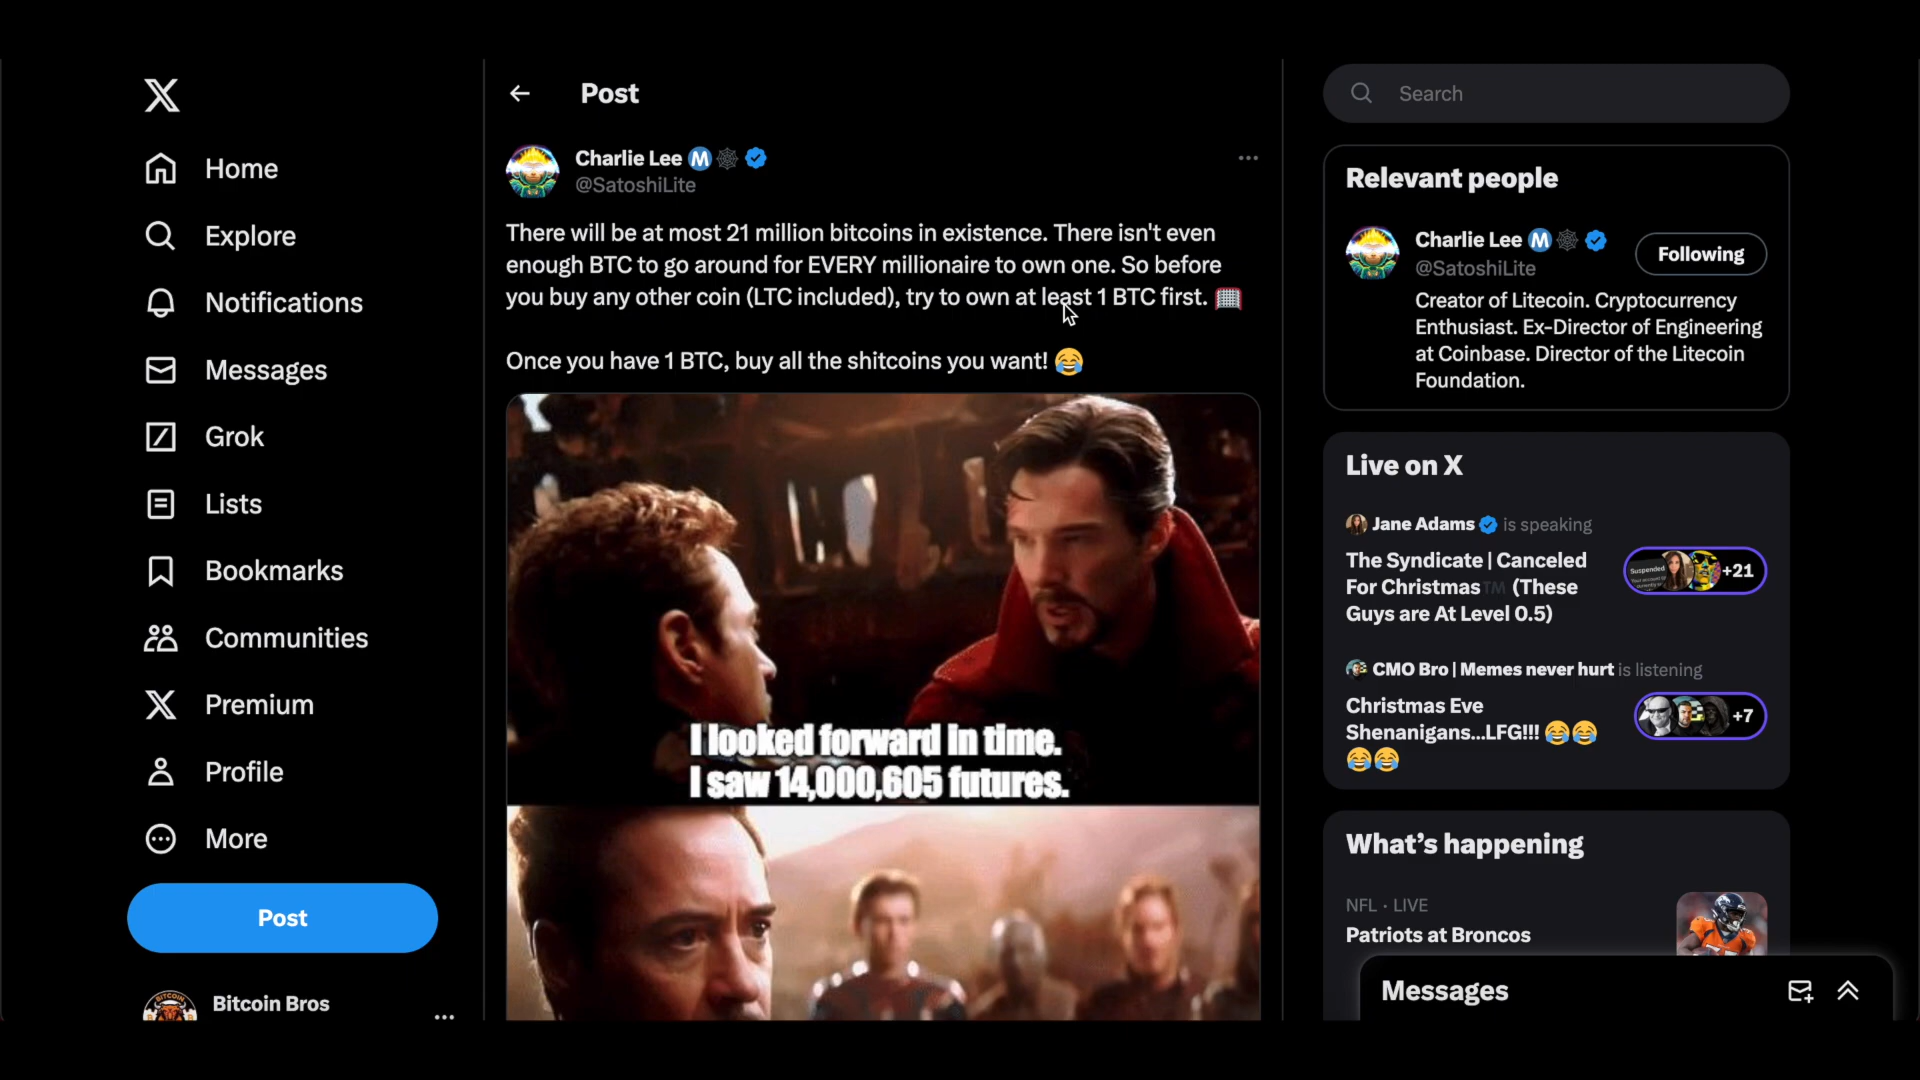 Home
Explore
Notifications
Messages
Grok
Lists
Bookmarks
Communities
Premium
Profile
More
Post
Bitcoin Bros
Post
Charlie Lee
@SatoshiLite
There will be at most 21 million bitcoins in existence. There isn't even
enough BTC to go around for EVERY millionaire to own one. So before
you buy any other coin (LTC included), try to own at least 1 BTC first.
Once you have 1 BTC, buy all the shitcoins you want! 😂
I looked forward in time.
I saw 14,000,605 futures.
Search
Relevant people
Charlie Lee
@SatoshiLite
Following
Creator of Litecoin. Cryptocurrency
Enthusiast. Ex-Director of Engineering
at Coinbase. Director of the Litecoin
Foundation.
Live on X
Jane Adams is speaking
The Syndicate | Canceled
For Christmas™ (These
Guys are At Level 0.5)
Suspended
+21
CMO Bro | Memes never hurt is listening
Christmas Eve
Shenanigans...LFG!!! 😂😂
😂😂
+7
What's happening
NFL · LIVE
Patriots at Broncos
Messages